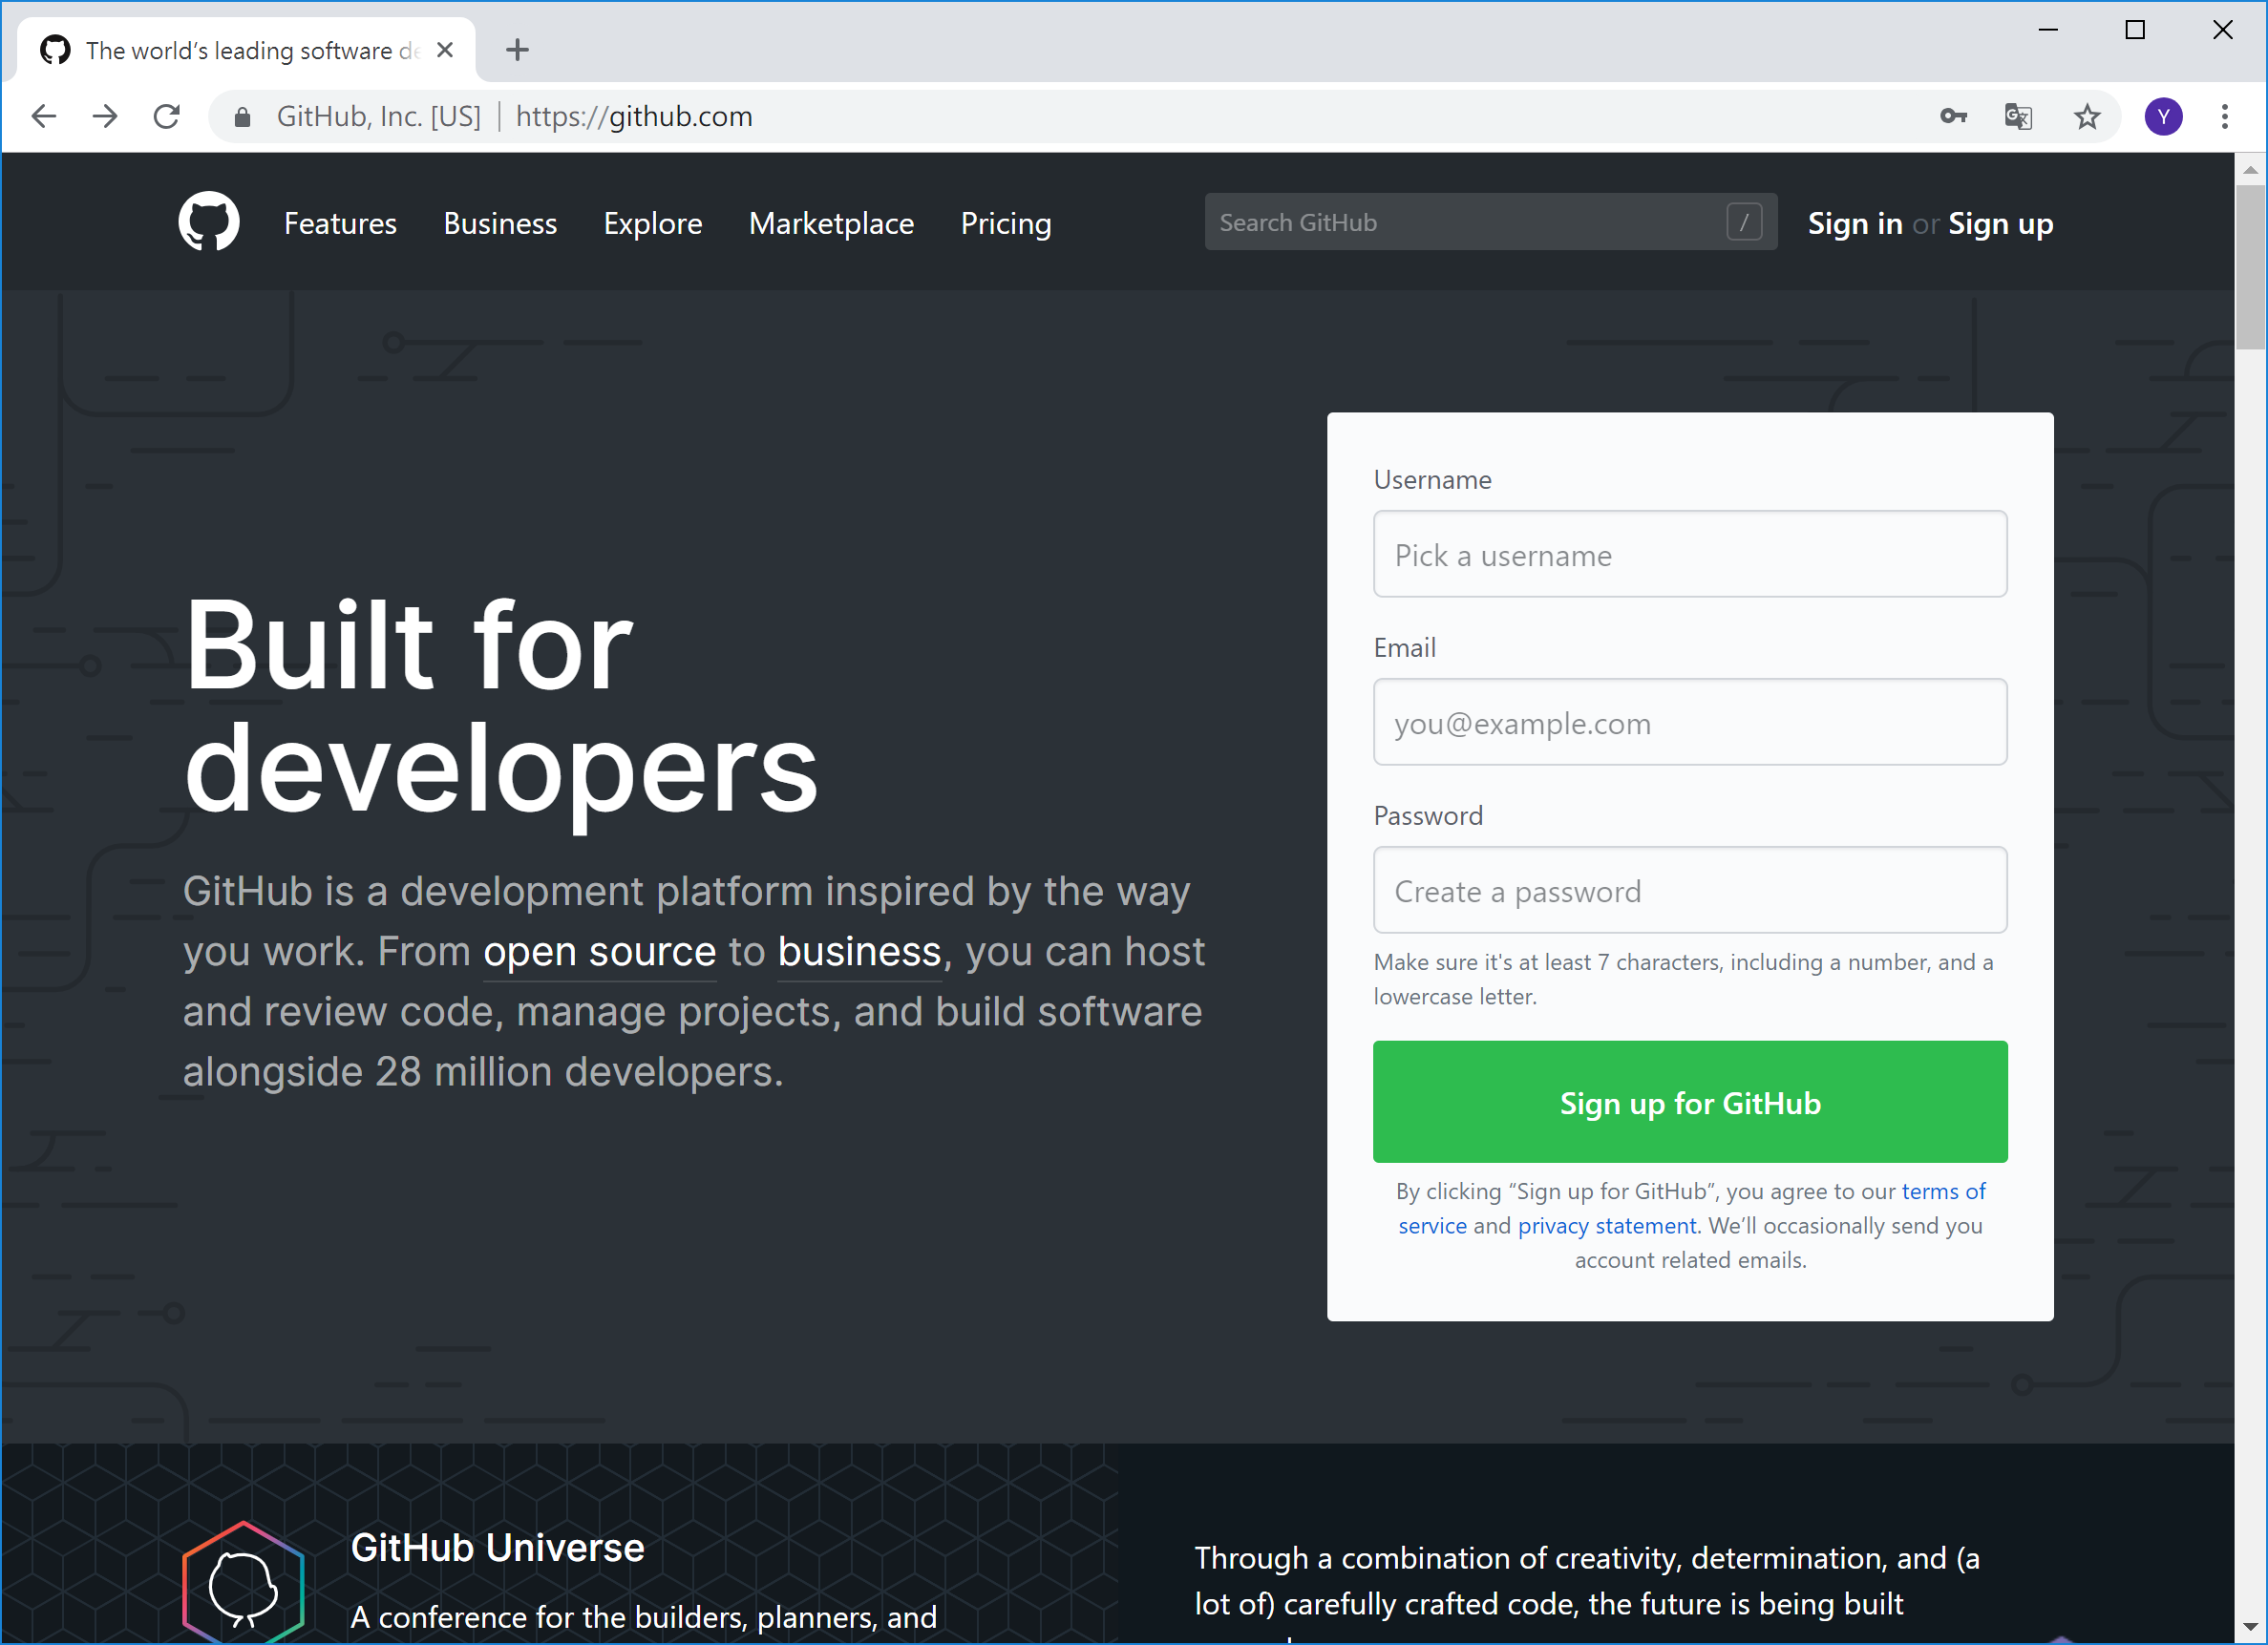 The world's leading software de
GitHub, Inc. [US] | https://github.com
Y
Features Business Explore Marketplace Pricing Search GitHub / Sign in or Sign up
Built for
developers
GitHub is a development platform inspired by the way
you work. From open source to business, you can host
and review code, manage projects, and build software
alongside 28 million developers.
Username
Pick a username
Email
you@example.com
Password
Create a password
Make sure it's at least 7 characters, including a number, and a
lowercase letter.
Sign up for GitHub
By clicking “Sign up for GitHub”, you agree to our terms of
service and privacy statement. We’ll occasionally send you
account related emails.
GitHub Universe
A conference for the builders, planners, and
Through a combination of creativity, determination, and (a
lot of) carefully crafted code, the future is being built